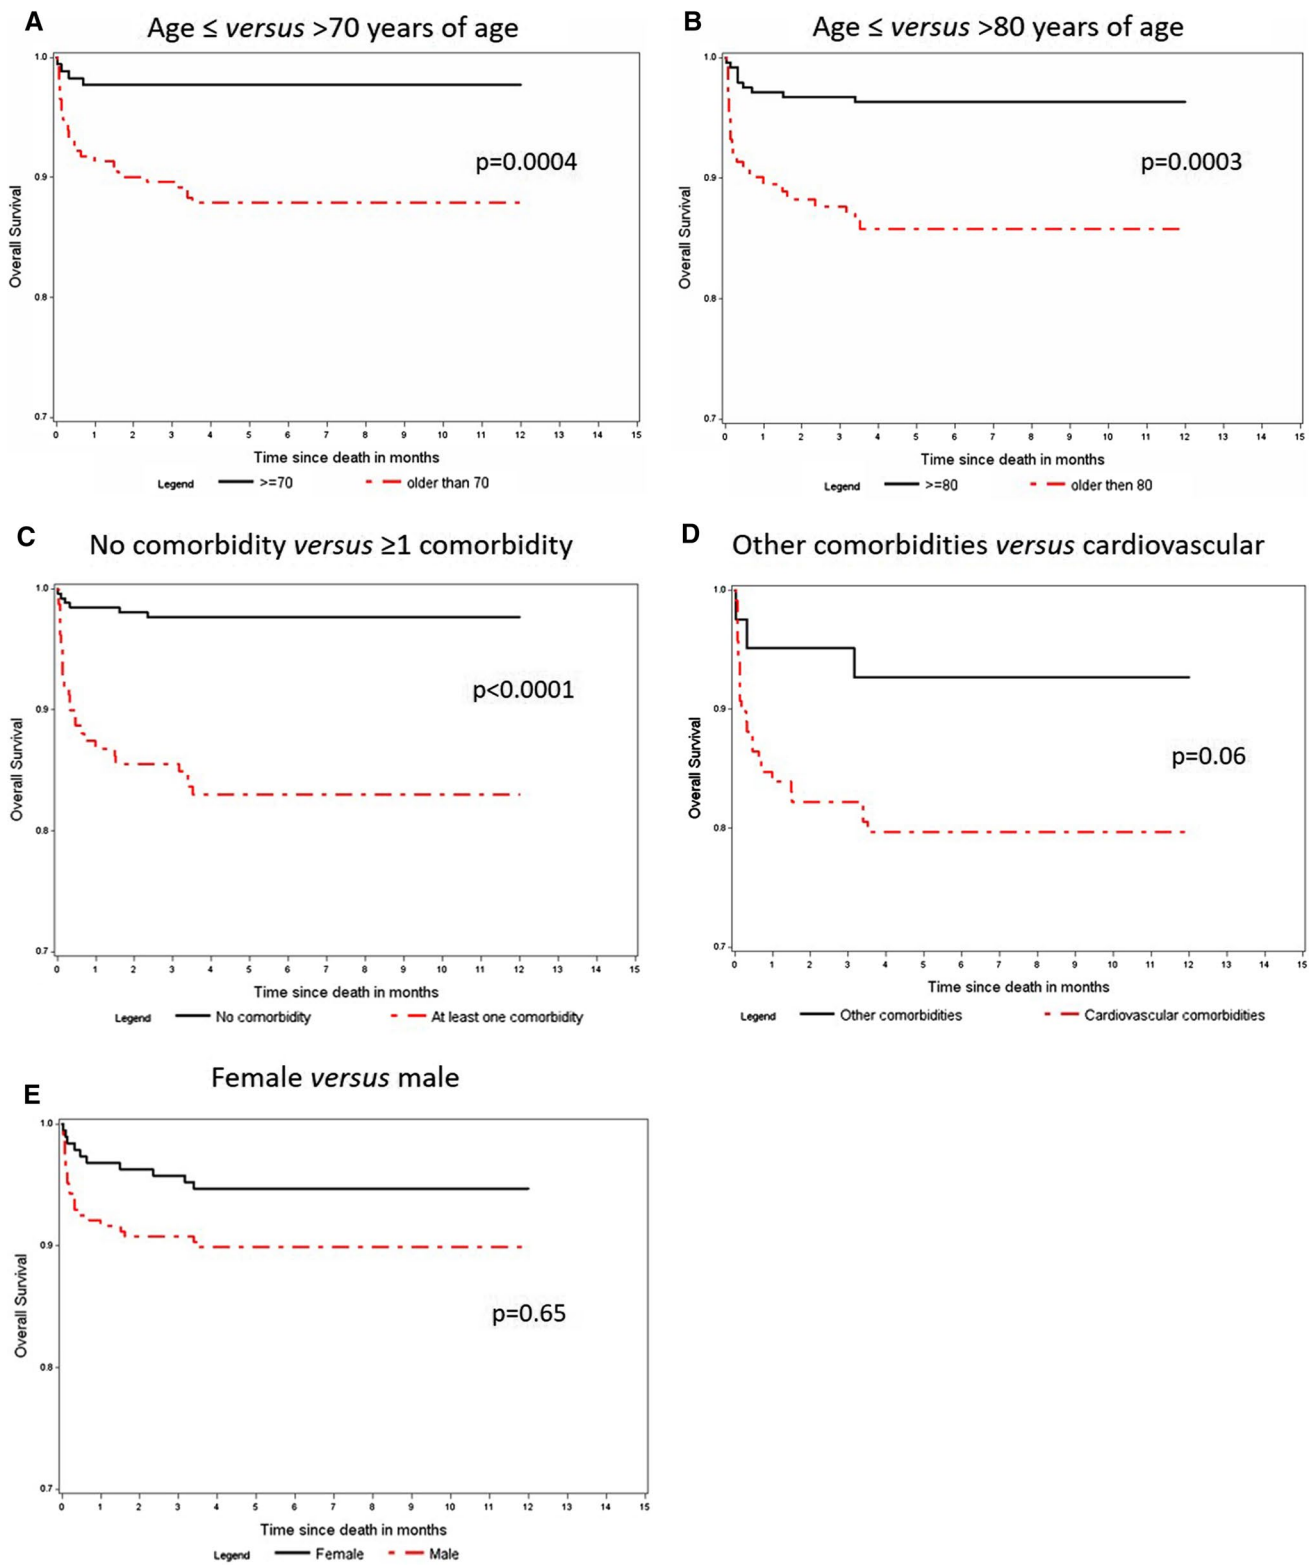 A
Age ≤ versus >70 years of age
1.0
0.9
0.8
0.7
Overall Survival
p=0.0004
0 1 2 3 4 5 6 7 8 9 10 11 12 13 14 15
Time since death in months
Legend >=70 older than 70
B
Age ≤ versus >80 years of age
1.0
0.9
0.8
0.7
Overall Survival
p=0.0003
0 1 2 3 4 5 6 7 8 9 10 11 12 13 14 15
Time since death in months
Legend >=80 older then 80
C
No comorbidity versus ≥1 comorbidity
1.0
0.9
0.8
0.7
Overall Survival
p<0.0001
0 1 2 3 4 5 6 7 8 9 10 11 12 13 14 15
Time since death in months
Legend No comorbidity At least one comorbidity
D
Other comorbidities versus cardiovascular
1.0
0.9
0.8
0.7
Overall Survival
p=0.06
0 1 2 3 4 5 6 7 8 9 10 11 12 13 14 15
Time since death in months
Legend Other comorbidities Cardiovascular comorbidities
E
Female versus male
1.0
0.9
0.8
0.7
Overall Survival
p=0.65
0 1 2 3 4 5 6 7 8 9 10 11 12 13 14 15
Time since death in months
Legend Female Male